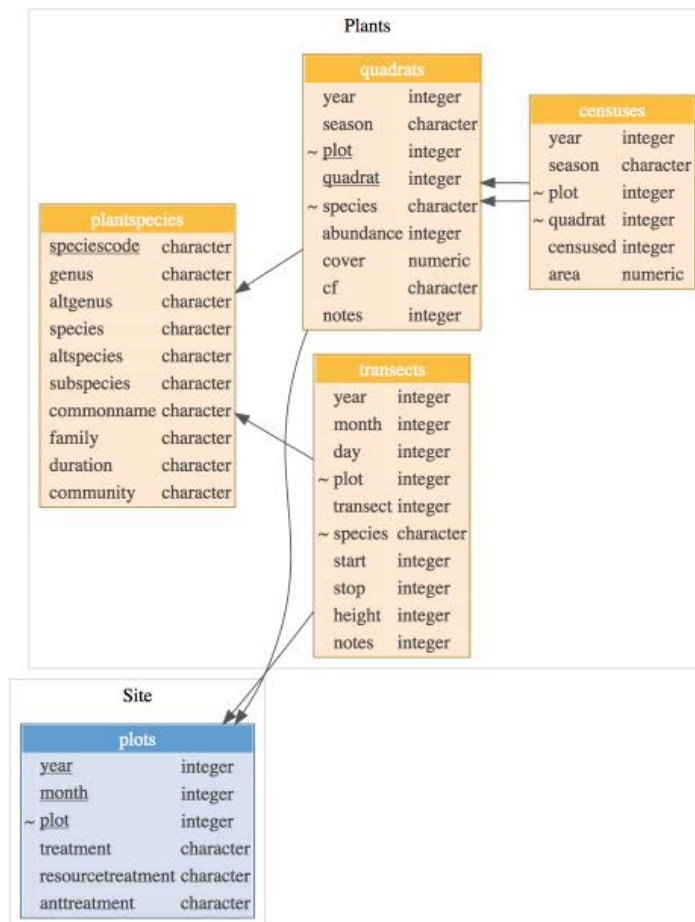 Plants
quadrats
year integer
season character
~ plot integer
quadrat integer
~ species character
abundance integer
cover numeric
cf character
notes integer
censuses
year integer
season character
~ plot integer
~ quadrat integer
censused integer
area numeric
plantspecies
speciescode character
genus character
altgenus character
species character
altspecies character
subspecies character
commonname character
family character
duration character
community character
transects
year integer
month integer
day integer
~ plot integer
transect integer
~ species character
start integer
stop integer
height integer
notes integer
Site
plots
year integer
month integer
~ plot integer
treatment character
resourcetreatment character
anttreatment character